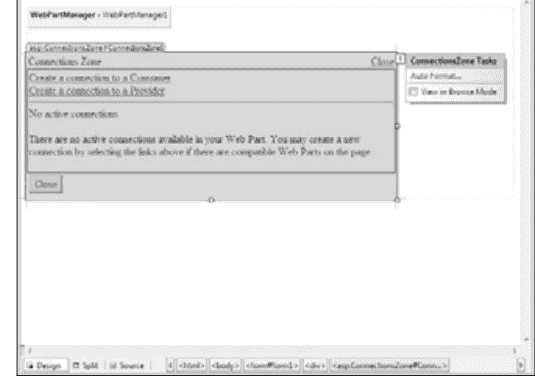 WebPartManager - WebPartManager1
asp:ConnectionsZone#ConnectionsZone1
Connections Zone Close
ConnectionsZone Tasks
Create a connection to a Consumer
Auto Format...
Create a connection to a Provider
View in Browse Mode
No active connections
There are no active connections available in your Web Part. You may create a new
connection by selecting the links above if there are compatible Web Parts on the page.
Close
Design Split Source <html> <body> <form#form1> <div> <asp:ConnectionsZone#Conn...>